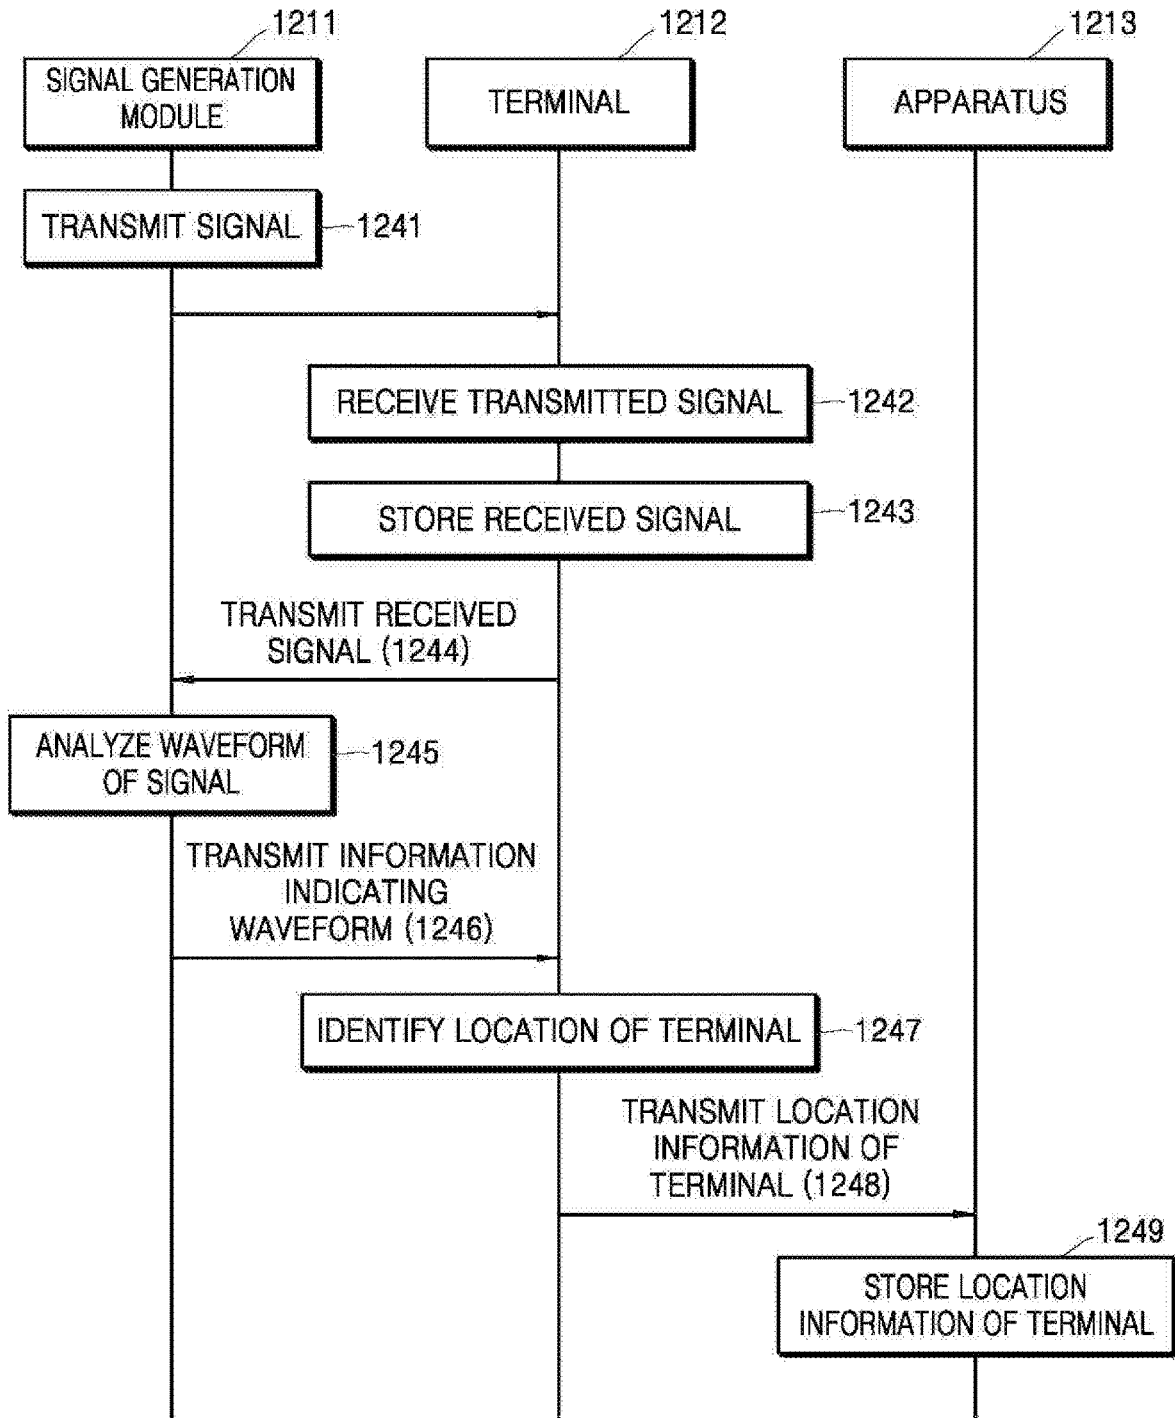 1211
1212
1213
SIGNAL GENERATION
MODULE
TERMINAL
APPARATUS
TRANSMIT SIGNAL
1241
RECEIVE TRANSMITTED SIGNAL
1242
STORE RECEIVED SIGNAL
1243
TRANSMIT RECEIVED
SIGNAL (1244)
ANALYZE WAVEFORM
OF SIGNAL
1245
TRANSMIT INFORMATION
INDICATING
WAVEFORM (1246)
IDENTIFY LOCATION OF TERMINAL
1247
TRANSMIT LOCATION
INFORMATION OF
TERMINAL (1248)
1249
STORE LOCATION
INFORMATION OF TERMINAL